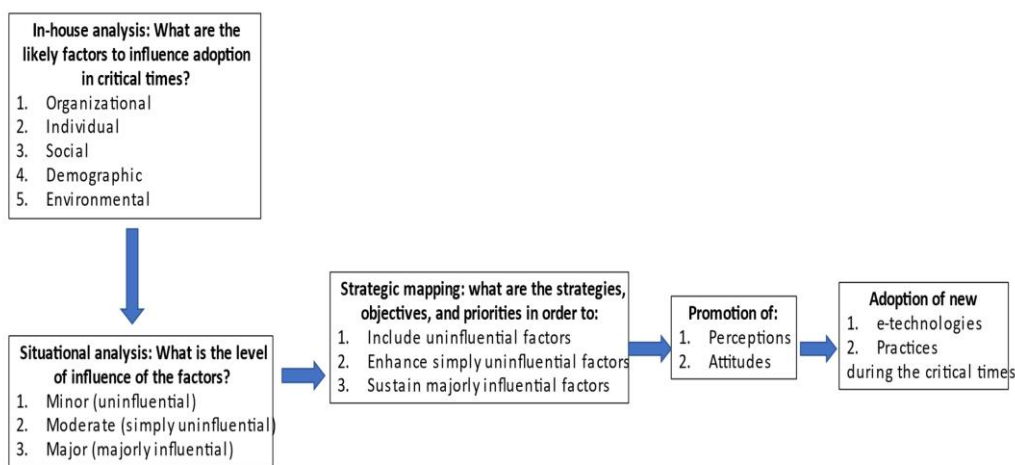 In-house analysis: What are the
likely factors to influence adoption
in critical times?
1. Organizational
2. Individual
3. Social
4. Demographic
5. Environmental
Situational analysis: What is the level
of influence of the factors?
1. Minor (uninfluential)
2. Moderate (simply uninfluential)
3. Major (majorly influential)
Strategic mapping: what are the strategies,
objectives, and priorities in order to:
1. Include uninfluential factors
2. Enhance simply uninfluential factors
3. Sustain majorly influential factors
Promotion of:
1. Perceptions
2. Attitudes
Adoption of new
1. e-technologies
2. Practices
during the critical times